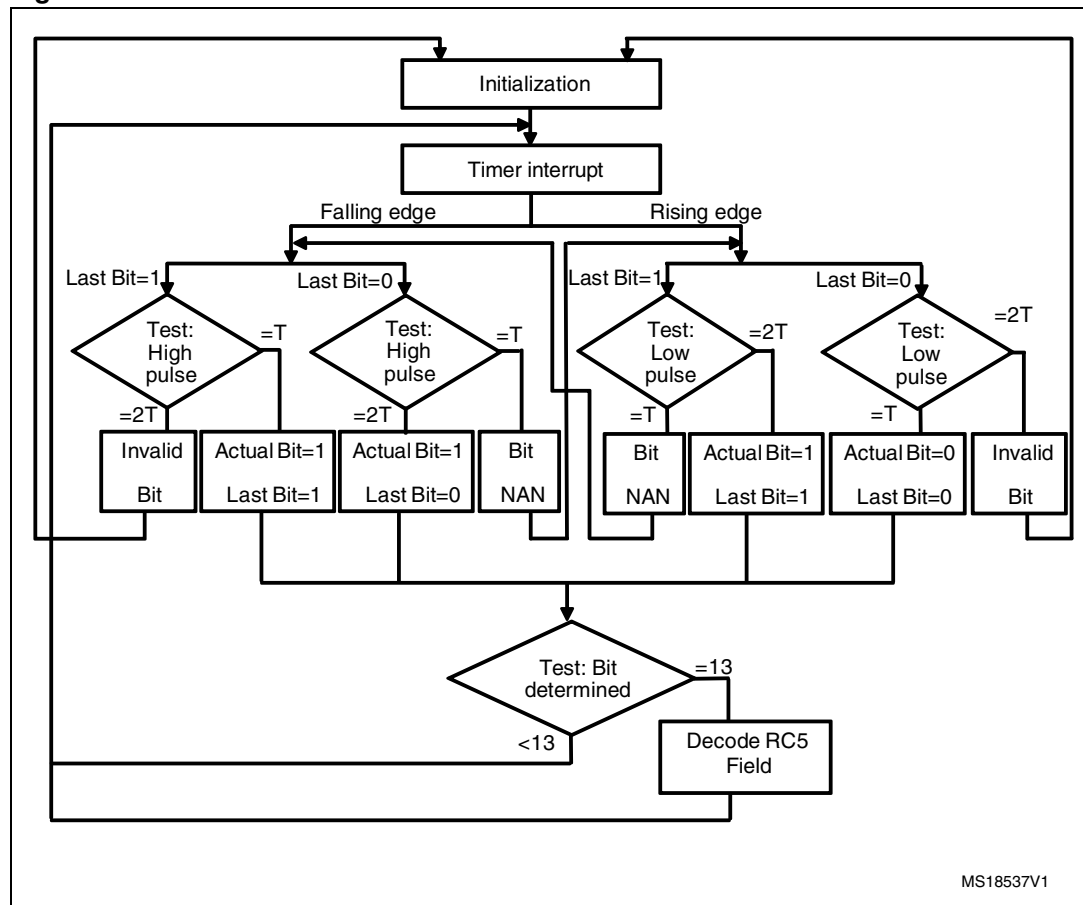 Initialization
Timer interrupt
Falling edge
Rising edge
Last Bit=1
Last Bit=0
Last Bit=1
Last Bit=0
Test:
High
pulse
=T
=2T
Test:
High
pulse
=T
=2T
Test:
Low
pulse
=2T
=T
Test:
Low
pulse
=2T
=T
Invalid
Bit
Actual Bit=1
Last Bit=1
Actual Bit=1
Last Bit=0
Bit
NAN
Bit
NAN
Actual Bit=1
Last Bit=1
Actual Bit=0
Last Bit=0
Invalid
Bit
Test: Bit
determined
=13
<13
Decode RC5
Field
MS18537V1